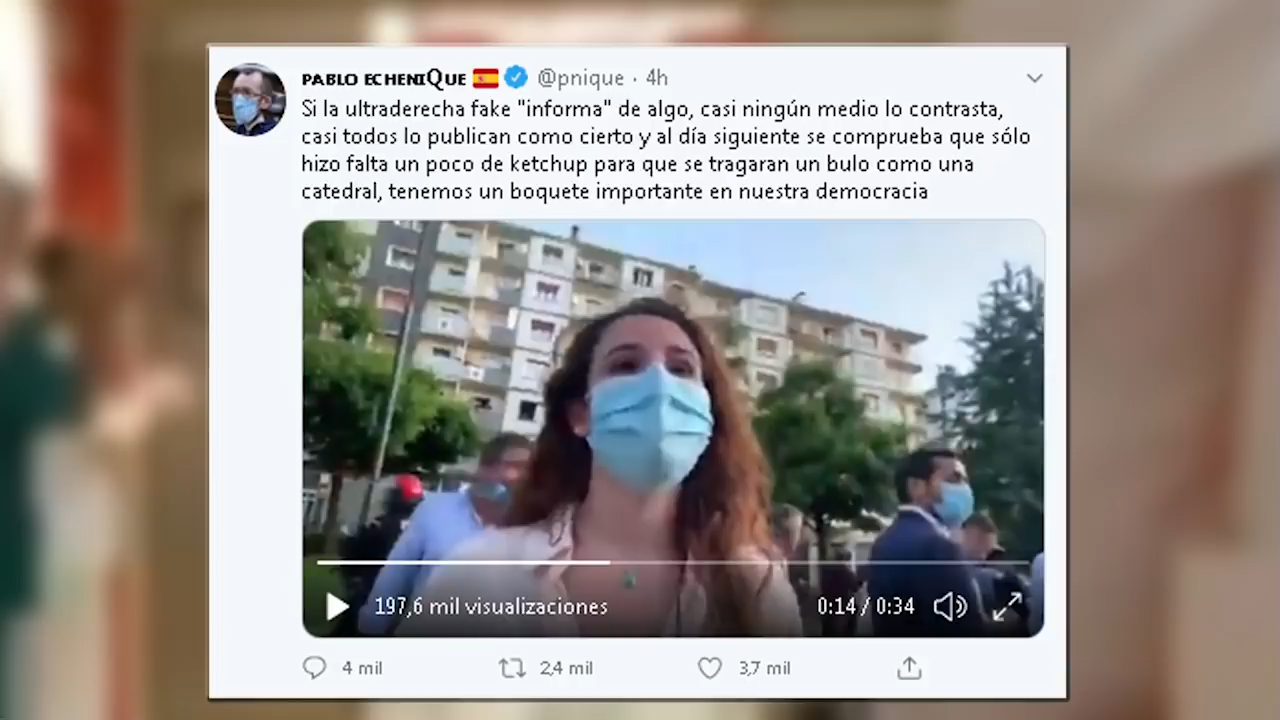 PABLO ECHENIQUE @pnique · 4h
Si la ultraderecha fake "informa" de algo, casi ningún medio lo contrasta,
casi todos lo publican como cierto y al día siguiente se comprueba que sólo
hizo falta un poco de ketchup para que se tragaran un bulo como una
catedral, tenemos un boquete importante en nuestra democracia
197,6 mil visualizaciones 0:14 / 0:34
4 mil 2,4 mil 3,7 mil